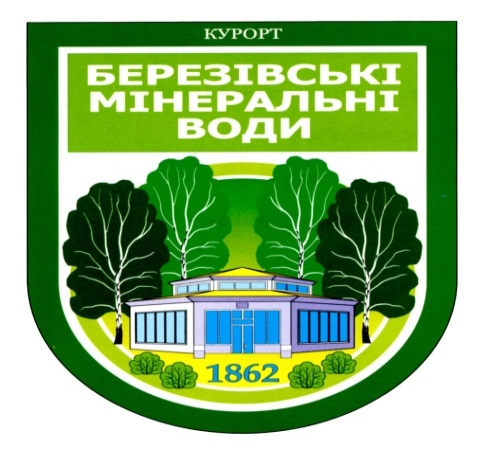 КУРОРТ
БЕРЕЗІВСЬКІ
МІНЕРАЛЬНІ
ВОДИ
1862